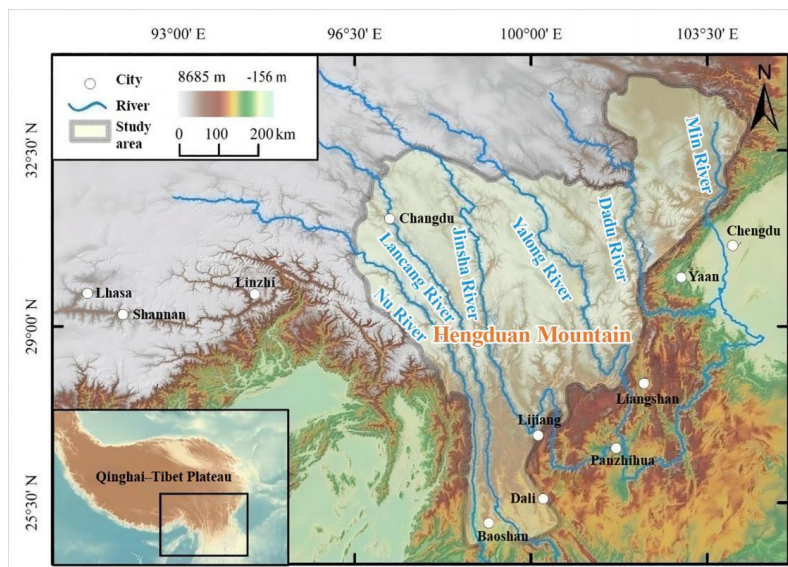 93°00' E 96°30' E 100°00' E 103°30' E
City
River
Study area
8685 m -156 m
0 100 200 km
N
32°30' N
29°00' N
25°30' N
Min River
Dadu River
Yalong River
Jinsha River
Lancang River
Nu River
Changdu
Chengdu
Yaan
Lhasa
Linzhi
Shannan
Hengduan Mountain
Liangshan
Lijiang
Panzhihua
Dali
Baoshan
Qinghai–Tibet Plateau